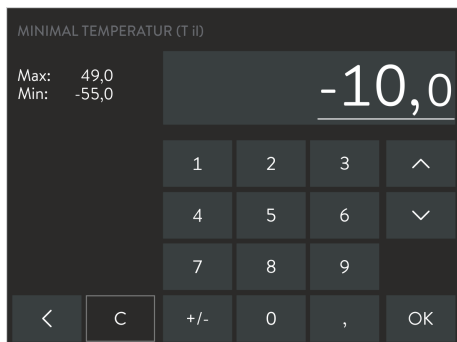 MINIMAL TEMPERATUR (T il)
Max: 49,0
Min: -55,0
-10,0
1 2 3
4 5 6
7 8 9
C +/- 0 , OK